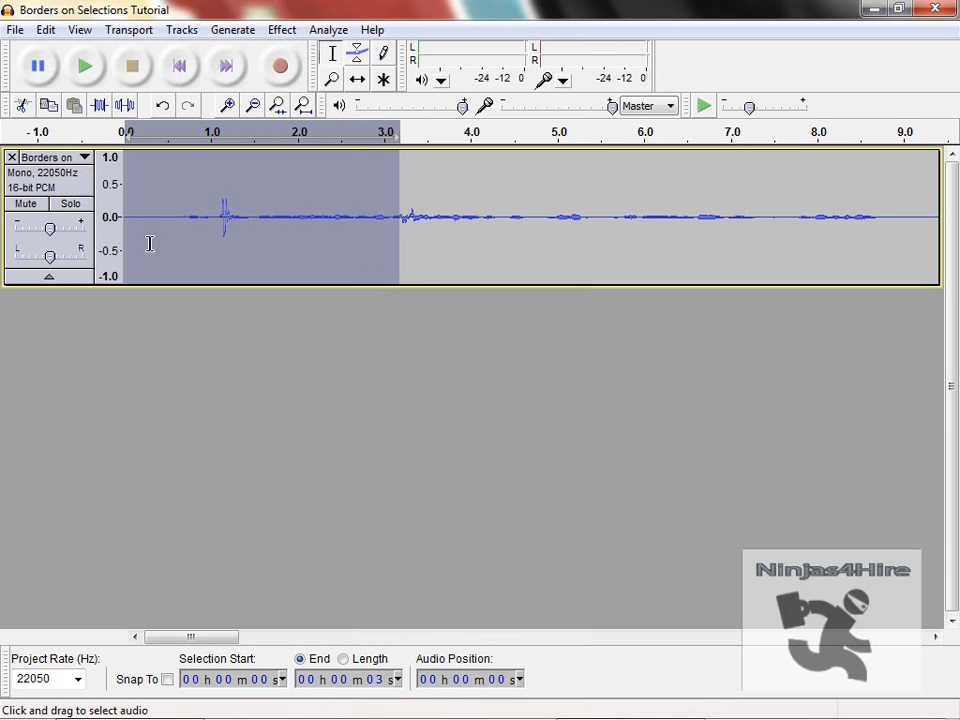 Borders on Selections Tutorial
File Edit View Transport Tracks Generate Effect Analyze Help
L
R
-24 -12 0
L
R
-24 -12 0
Master
- 1.0 0.0 1.0 2.0 3.0 4.0 5.0 6.0 7.0 8.0 9.0
Borders on
Mono, 22050Hz
16-bit PCM
Mute Solo
- +
L R
1.0
0.5
0.0
-0.5
-1.0
Ninjas4Hire
Project Rate (Hz):
22050
Snap To
Selection Start:
00 h 00 m 00 s
End Length
00 h 00 m 03 s
Audio Position:
00 h 00 m 00 s
Click and drag to select audio